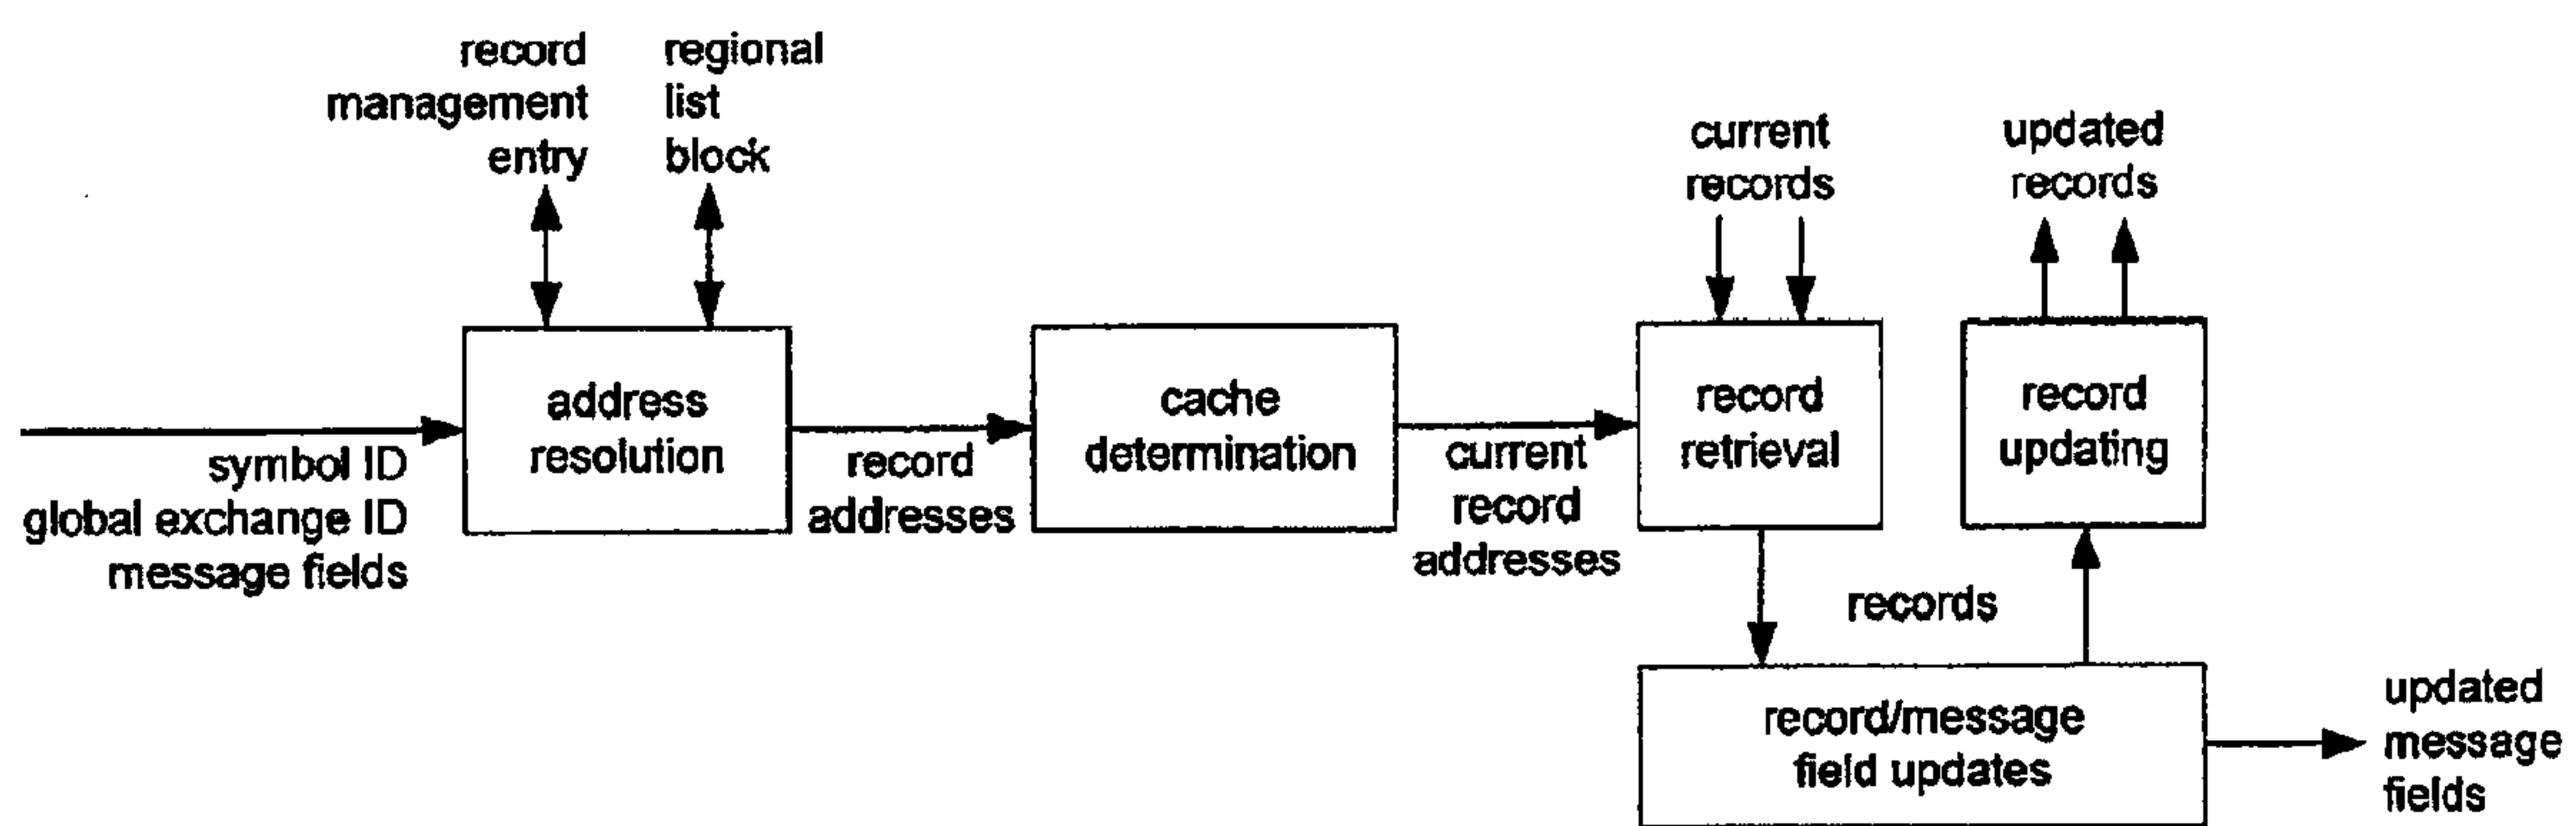 record
management
entry
regional
list
block
current
records
updated
records
symbol ID
global exchange ID
message fields
address
resolution
record
addresses
cache
determination
current
record
addresses
record
retrieval
record
updating
records
record/message
field updates
updated
message
fields